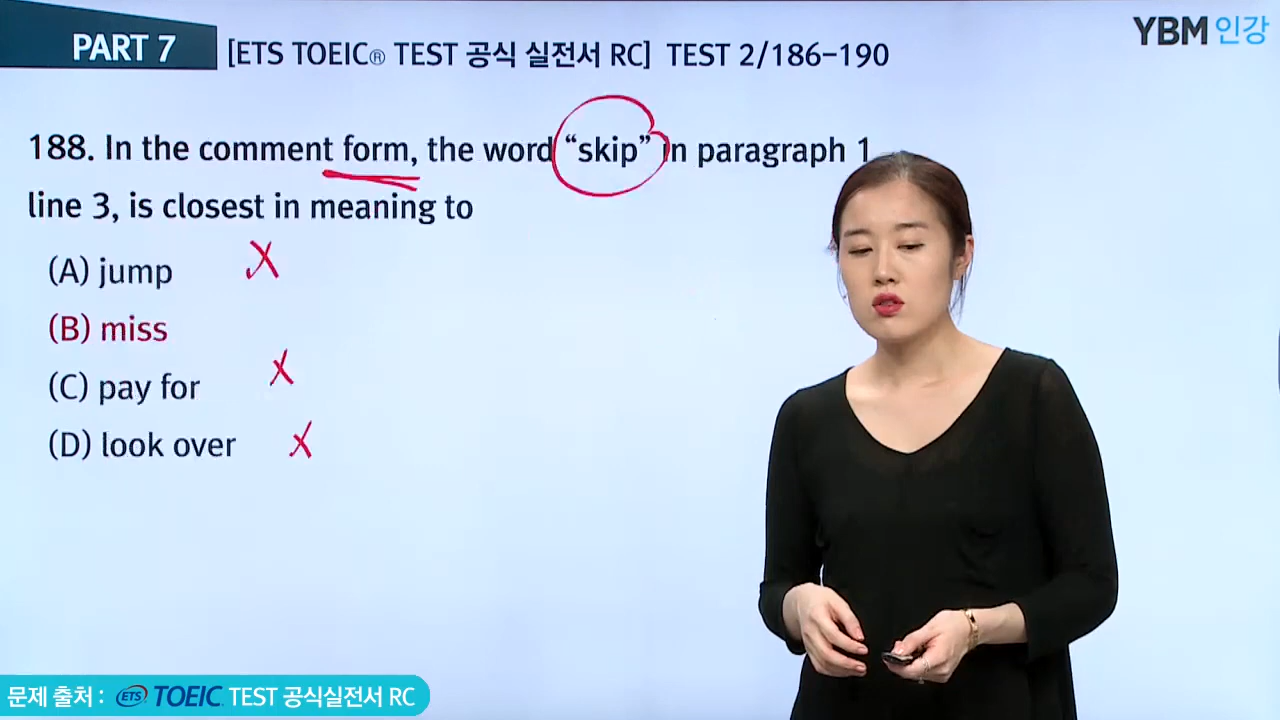 PART 7
[ETS TOEIC® TEST 공식 실전서 RC] TEST 2/186-190
YBM 인강
188. In the comment form, the word “skip” in paragraph 1
line 3, is closest in meaning to
(A) jump
(B) miss
(C) pay for
(D) look over
문제 출처 : ETS TOEIC TEST 공식실전서 RC